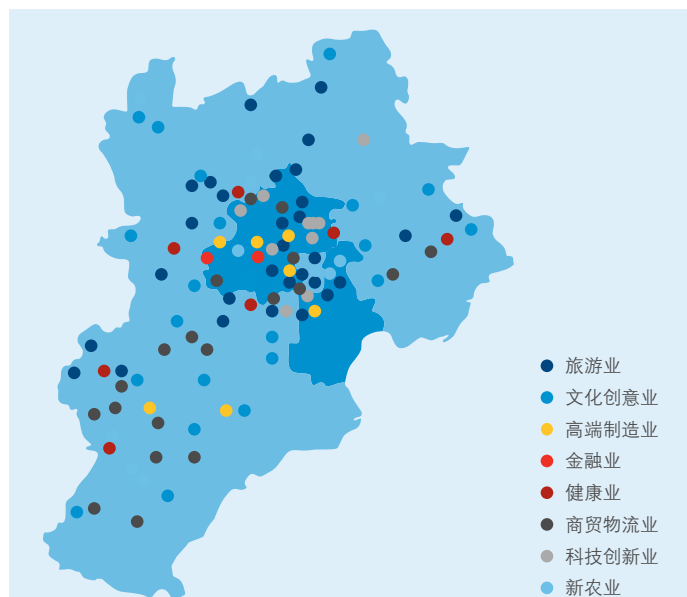 旅游业
文化创意业
高端制造业
金融业
健康业
商贸物流业
科技创新业
新农业